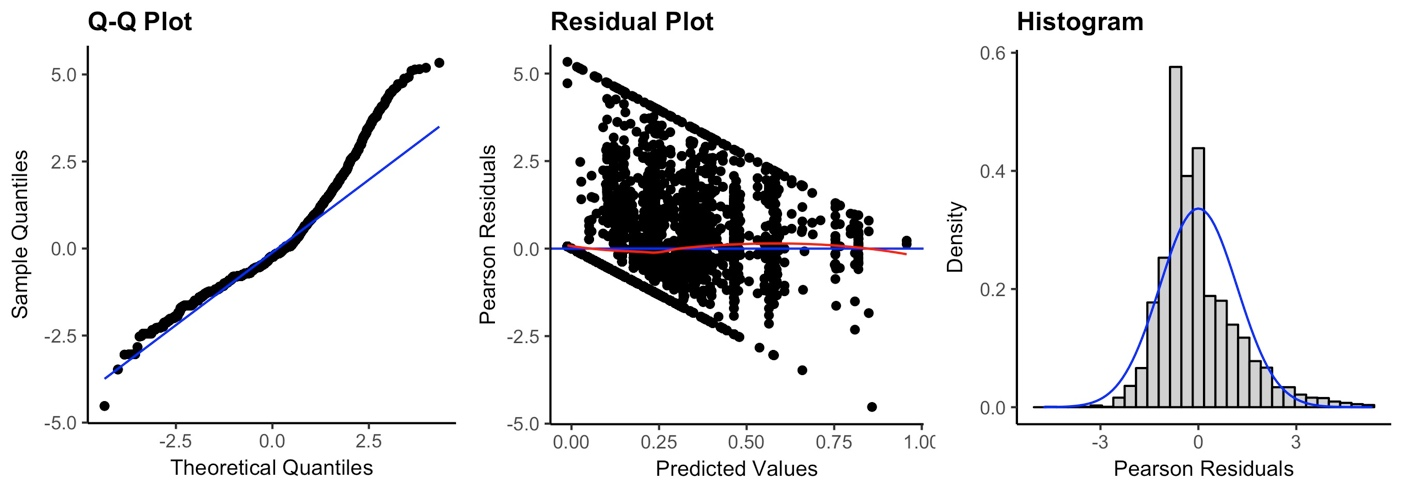 Q-Q Plot
5.0
2.5
0.0
-2.5
-5.0
Sample Quantiles
-2.5 0.0 2.5
Theoretical Quantiles
Residual Plot
5.0
2.5
0.0
-2.5
-5.0
Pearson Residuals
0.00 0.25 0.50 0.75 1.00
Predicted Values
Histogram
0.6
0.4
0.2
0.0
Density
-3 0 3
Pearson Residuals